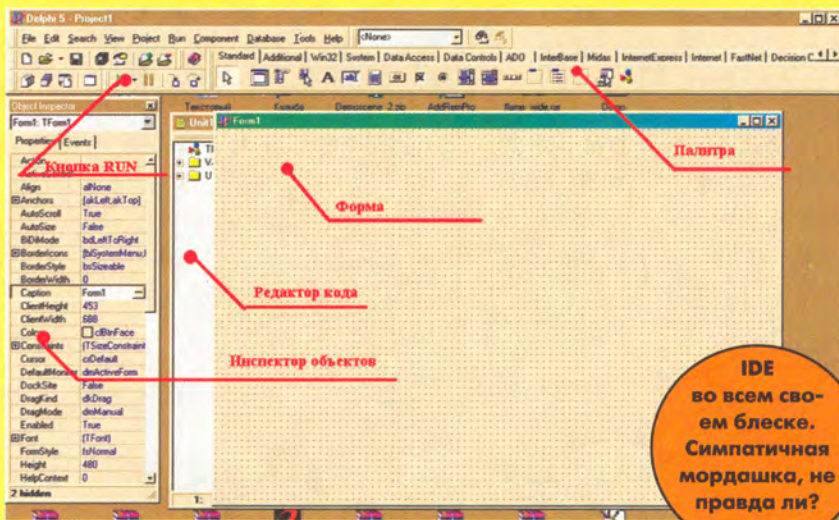 Delphi 5 - Project1
File Edit Search View Project Run Component Database Tools Help <None>
Standard Additional Win32 System Data Access Data Controls ADO InterBase Midas InternetExpress Internet FastNet Decision C
Object Inspector
Form1: TForm1
Properties Events
Action
Align alNone
Anchors [akLeft,akTop]
AutoScroll True
AutoSize False
BiDiMode bdLeftToRight
BorderIcons [biSystemMenu,
BorderStyle bsSizeable
BorderWidth 0
Caption Form1
ClientHeight 453
ClientWidth 688
Color clBtnFace
Constraints (TSizeConstraint
Cursor crDefault
DefaultMonitor dmActiveForm
DockSite False
DragKind dkDrag
DragMode dmManual
Enabled True
Font (TFont)
FormStyle fsNormal
Height 480
HelpContext 0
2 hidden
Demoscene_2.zip
Unit1
Form1
1:
Кнопка RUN
Палитра
Форма
Редактор кода
Инспектор объектов
IDE
во всем сво-
ем блеске.
Симпатичная
мордашка, не
правда ли?